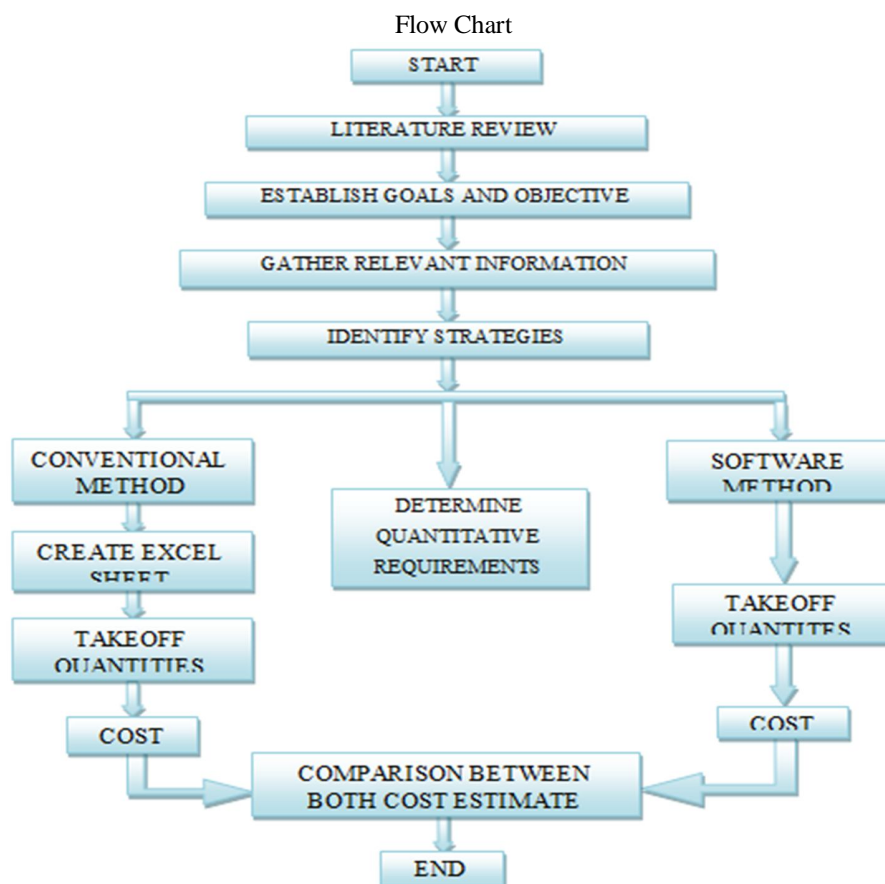 Flow Chart
START
LITERATURE REVIEW
ESTABLISH GOALS AND OBJECTIVE
GATHER RELEVANT INFORMATION
IDENTIFY STRATEGIES
CONVENTIONAL
METHOD
CREATE EXCEL
SHEET
TAKEOFF
QUANTITIES
COST
DETERMINE
QUANTITATIVE
REQUIREMENTS
SOFTWARE
METHOD
TAKEOFF
QUANTITES
COST
COMPARISON BETWEEN
BOTH COST ESTIMATE
END